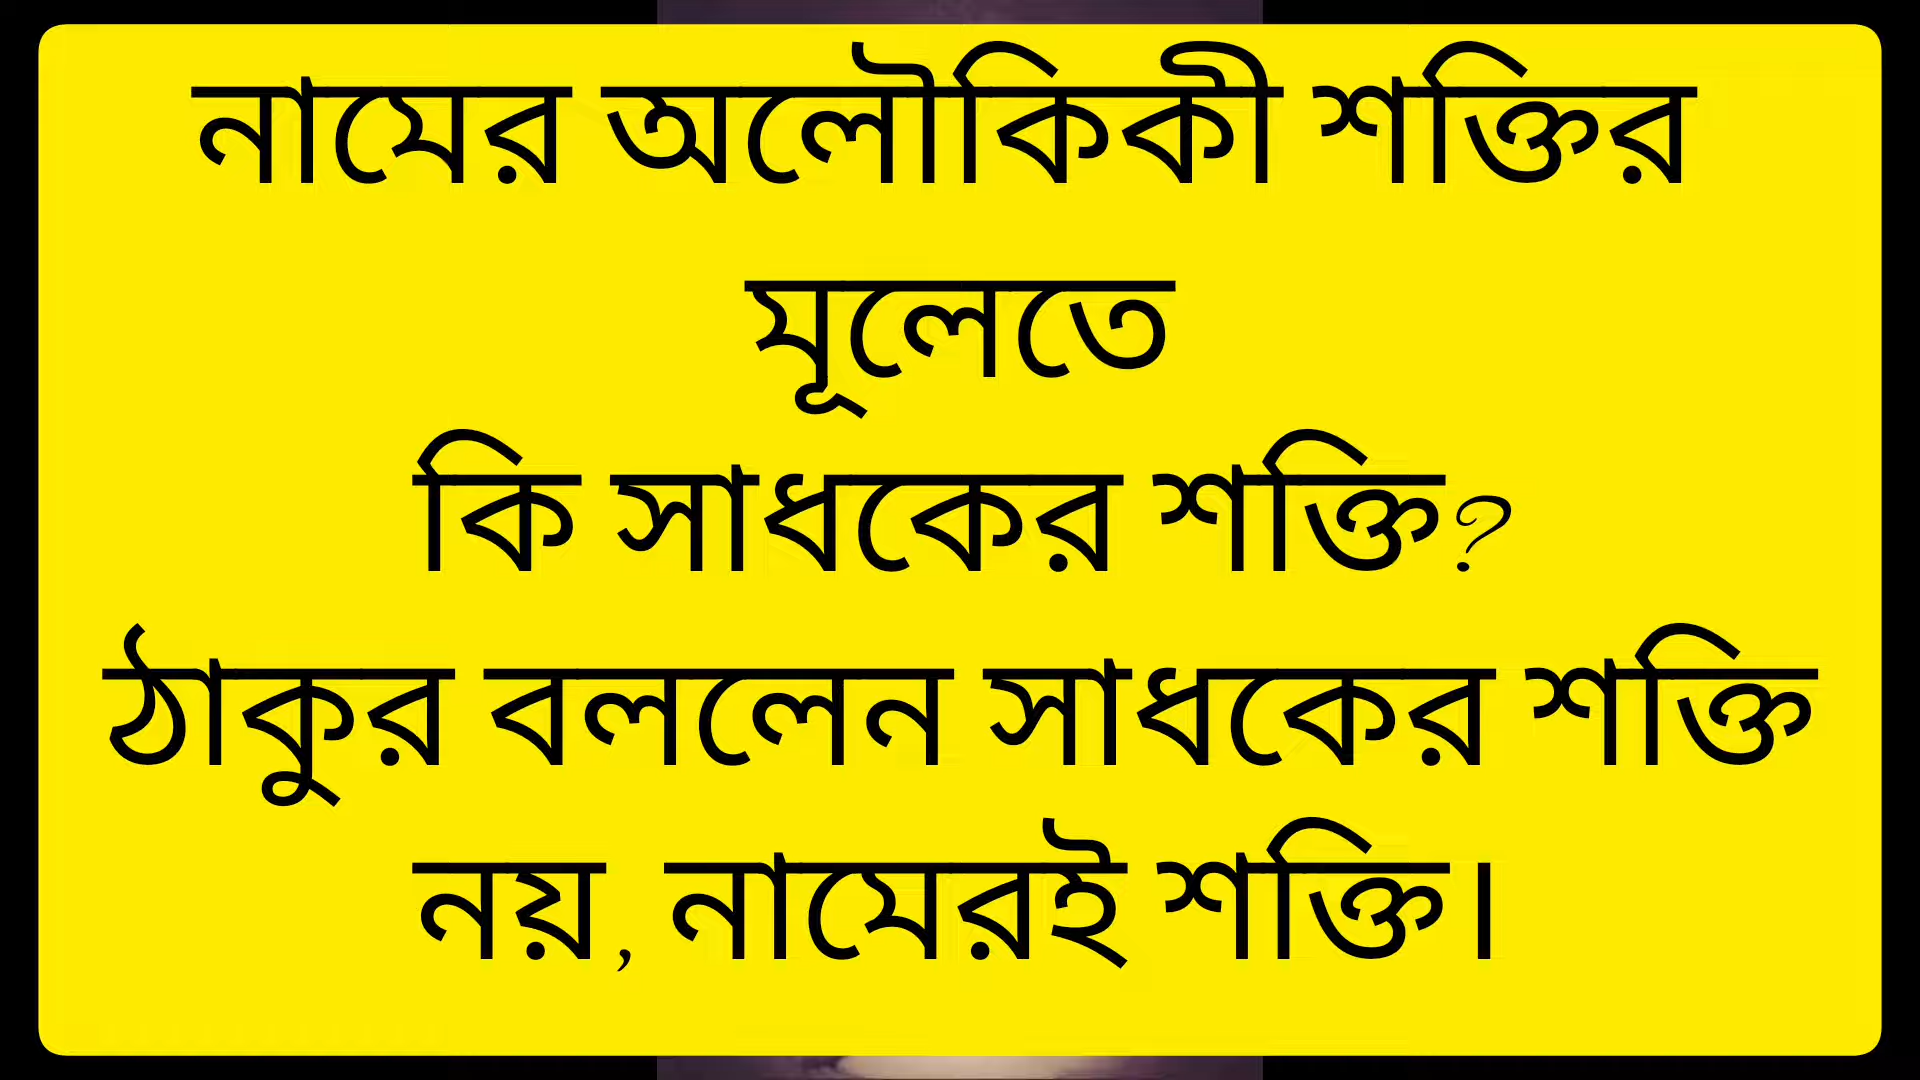 নামের অলৌকিকী শক্তির
মূলেতে
কি সাধকের শক্তি?
ঠাকুর বললেন সাধকের শক্তি
নয়, নামেরই শক্তি।